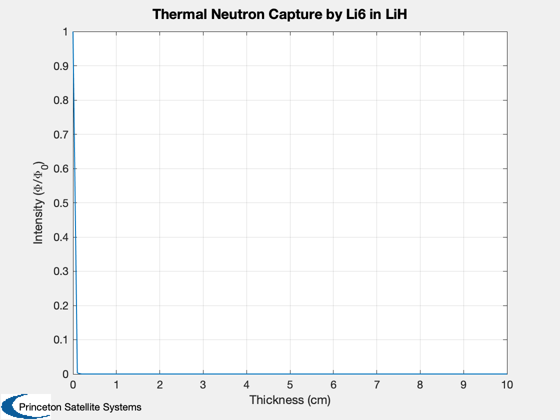 Thermal Neutron Capture by Li6 in LiH
1
0.9
0.8
0.7
0.6
0.5
0.4
0.3
0.2
0.1
0
Intensity (Φ/Φ0)
0 1 2 3 4 5 6 7 8 9 10
Thickness (cm)
Princeton Satellite Systems